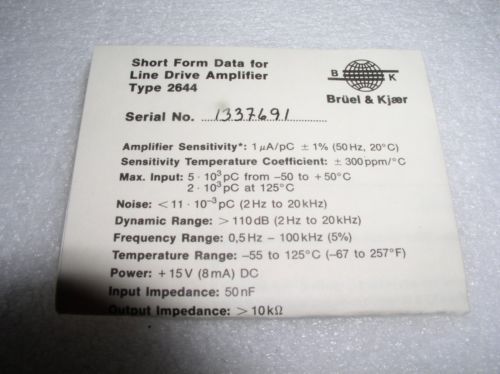 Short Form Data for
Line Drive Amplifier
Type 2644
B K
Brüel & Kjær
Serial No. 1337691
Amplifier Sensitivity*: 1 μA/pC ± 1% (50 Hz, 20°C)
Sensitivity Temperature Coefficient: ± 300 ppm/°C
Max. Input: 5 · 10³ pC from –50 to + 50°C
2 · 10³ pC at 125°C
Noise: < 11 · 10⁻³ pC (2 Hz to 20 kHz)
Dynamic Range: > 110 dB (2 Hz to 20 kHz)
Frequency Range: 0,5 Hz – 100 kHz (5%)
Temperature Range: –55 to 125°C (–67 to 257°F)
Power: + 15 V (8 mA) DC
Input Impedance: 50 nF
Output Impedance: > 10 kΩ